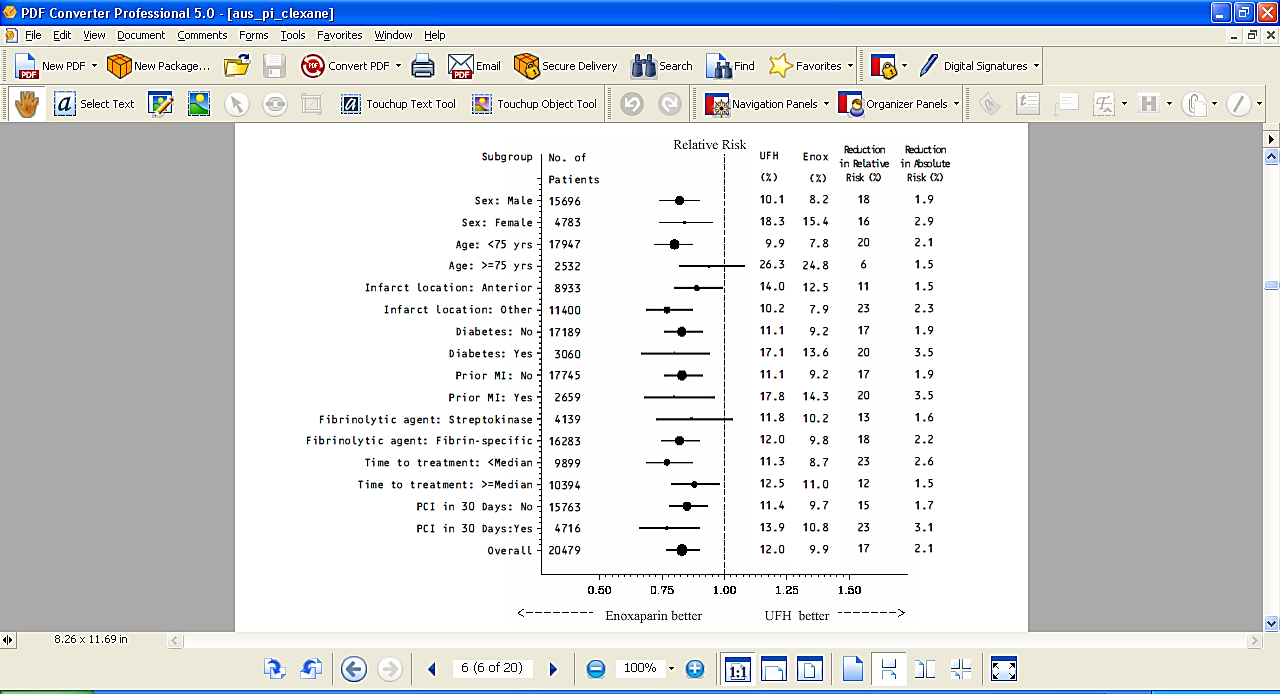 PDF Converter Professional 5.0 - [aus_pi_clexane]
File Edit View Document Comments Forms Tools Favorites Window Help
New PDF New Package... Convert PDF Email Secure Delivery Search Find Favorites Digital Signatures
Select Text Touchup Text Tool Touchup Object Tool Navigation Panels Organizer Panels
Relative Risk
Subgroup No. of Patients UFH (%) Enox (%) Reduction in Relative Risk (%) Reduction in Absolute Risk (%)
Sex: Male 15696 10.1 8.2 18 1.9
Sex: Female 4783 18.3 15.4 16 2.9
Age: <75 yrs 17947 9.9 7.8 20 2.1
Age: >=75 yrs 2532 26.3 24.8 6 1.5
Infarct location: Anterior 8933 14.0 12.5 11 1.5
Infarct location: Other 11400 10.2 7.9 23 2.3
Diabetes: No 17189 11.1 9.2 17 1.9
Diabetes: Yes 3060 17.1 13.6 20 3.5
Prior MI: No 17745 11.1 9.2 17 1.9
Prior MI: Yes 2659 17.8 14.3 20 3.5
Fibrinolytic agent: Streptokinase 4139 11.8 10.2 13 1.6
Fibrinolytic agent: Fibrin-specific 16283 12.0 9.8 18 2.2
Time to treatment: <Median 9899 11.3 8.7 23 2.6
Time to treatment: >=Median 10394 12.5 11.0 12 1.5
PCI in 30 Days: No 15763 11.4 9.7 15 1.7
PCI in 30 Days:Yes 4716 13.9 10.8 23 3.1
Overall 20479 12.0 9.9 17 2.1
0.50 0.75 1.00 1.25 1.50
Enoxaparin better UFH better
8.26 x 11.69 in
6 (6 of 20) 100% 1:1